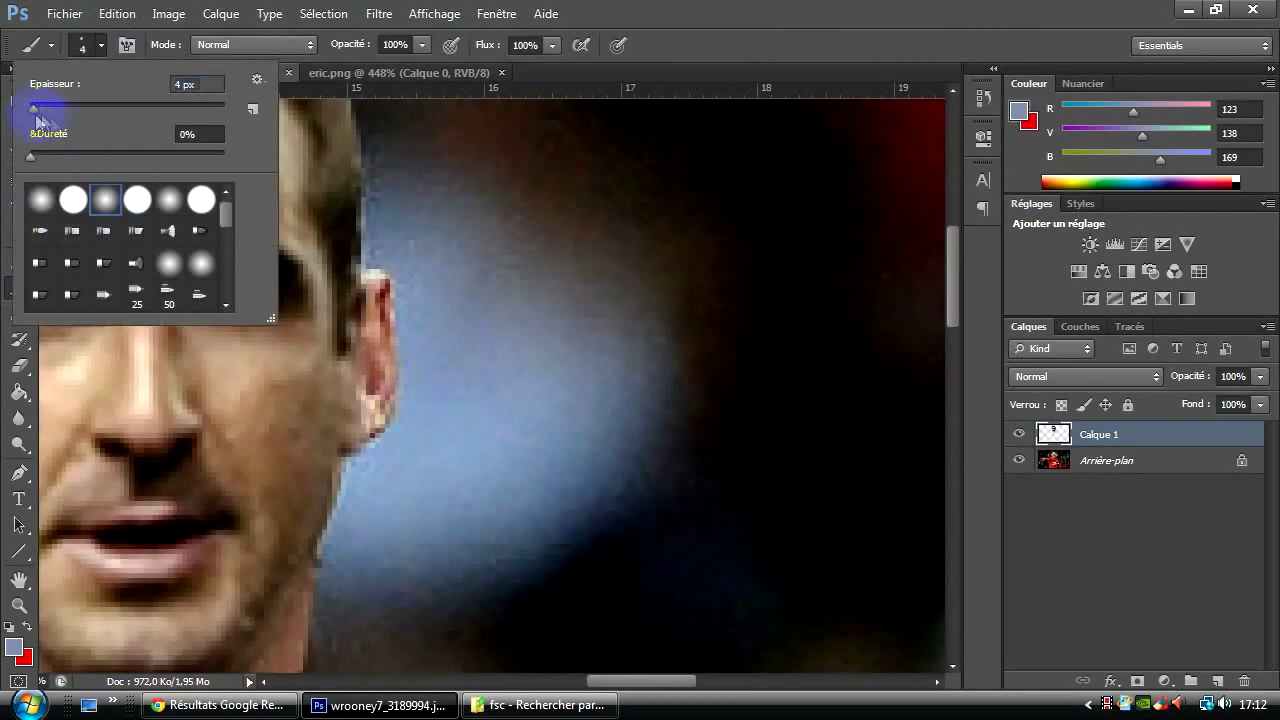 Ps Fichier Edition Image Calque Type Sélection Filtre Affichage Fenêtre Aide
4 Mode : Normal Opacité : 100% Flux : 100% Essentials
eric.png @ 448% (Calque 0, RVB/8) ×
Epaisseur : 4 px
&Dureté 0%
25 50
15 16 17 18 19
Couleur Nuancier
R 123
V 138
B 169
Réglages Styles
Ajouter un réglage
Calques Couches Tracés
Kind
Normal Opacité : 100%
Verrou : Fond : 100%
Calque 1
Arrière-plan
% Doc : 972,0 Ko/1,95 Mo
Résultats Google Re... Ps wrooney7_3189994.j... fsc - Rechercher par... 17:12